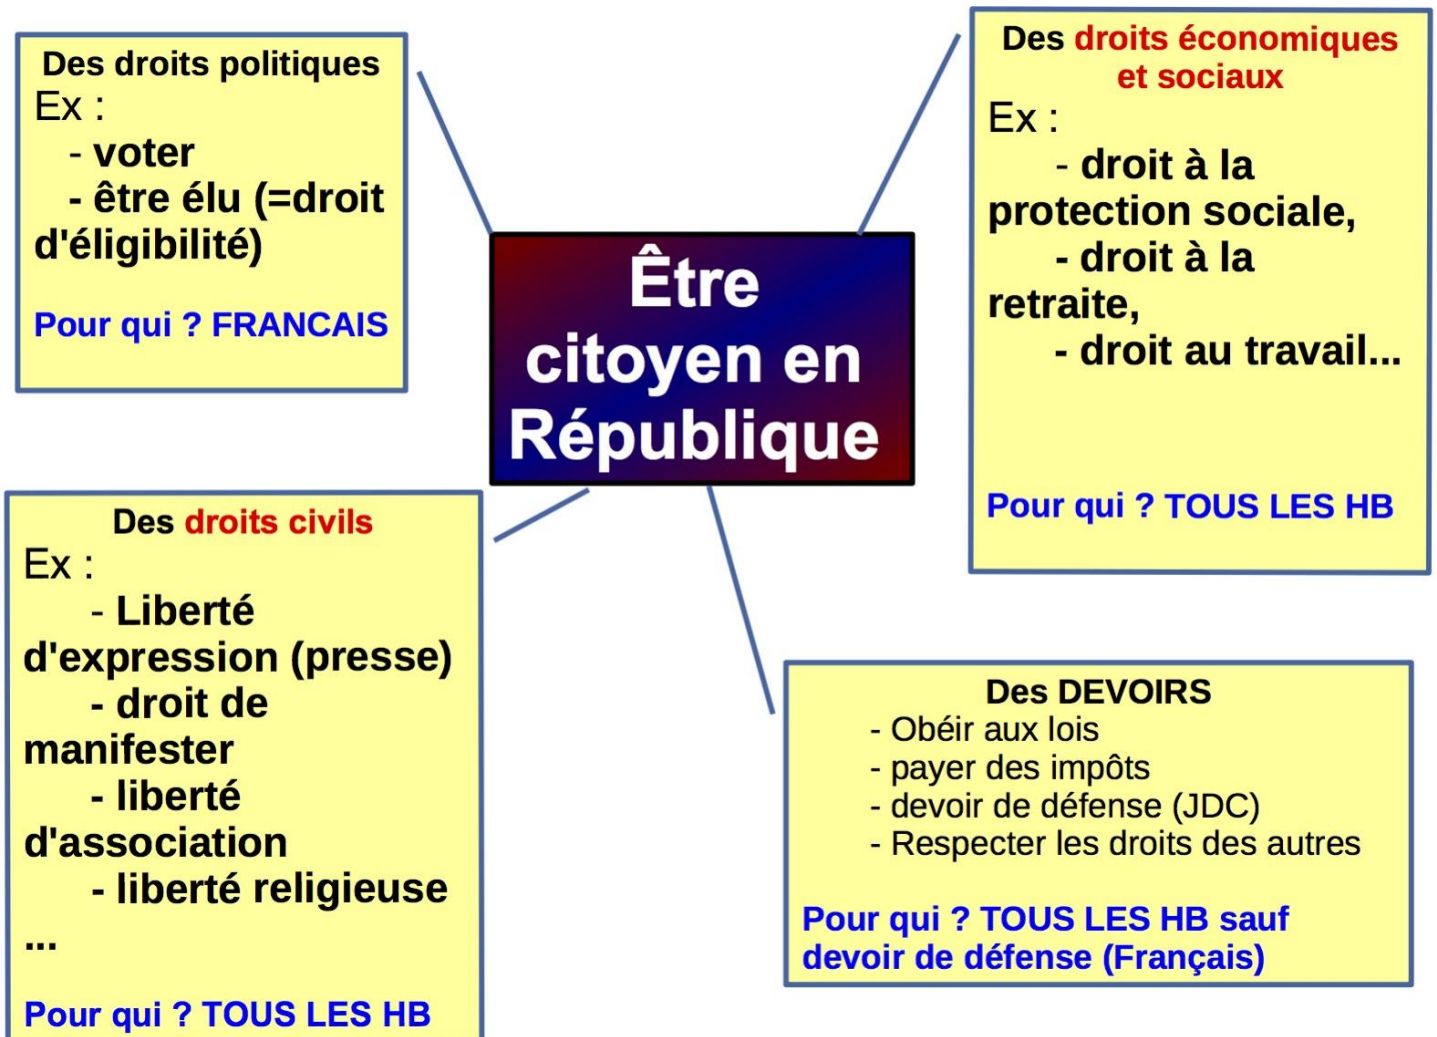 Des droits politiques
Ex :
- voter
- être élu (=droit
d'éligibilité)
Pour qui ? FRANCAIS
Des droits économiques
et sociaux
Ex :
- droit à la
protection sociale,
- droit à la
retraite,
- droit au travail...
Pour qui ? TOUS LES HB
Être
citoyen en
République
Des droits civils
Ex :
- Liberté
d'expression (presse)
- droit de
manifester
- liberté
d'association
- liberté religieuse
...
Pour qui ? TOUS LES HB
Des DEVOIRS
- Obéir aux lois
- payer des impôts
- devoir de défense (JDC)
- Respecter les droits des autres
Pour qui ? TOUS LES HB sauf
devoir de défense (Français)